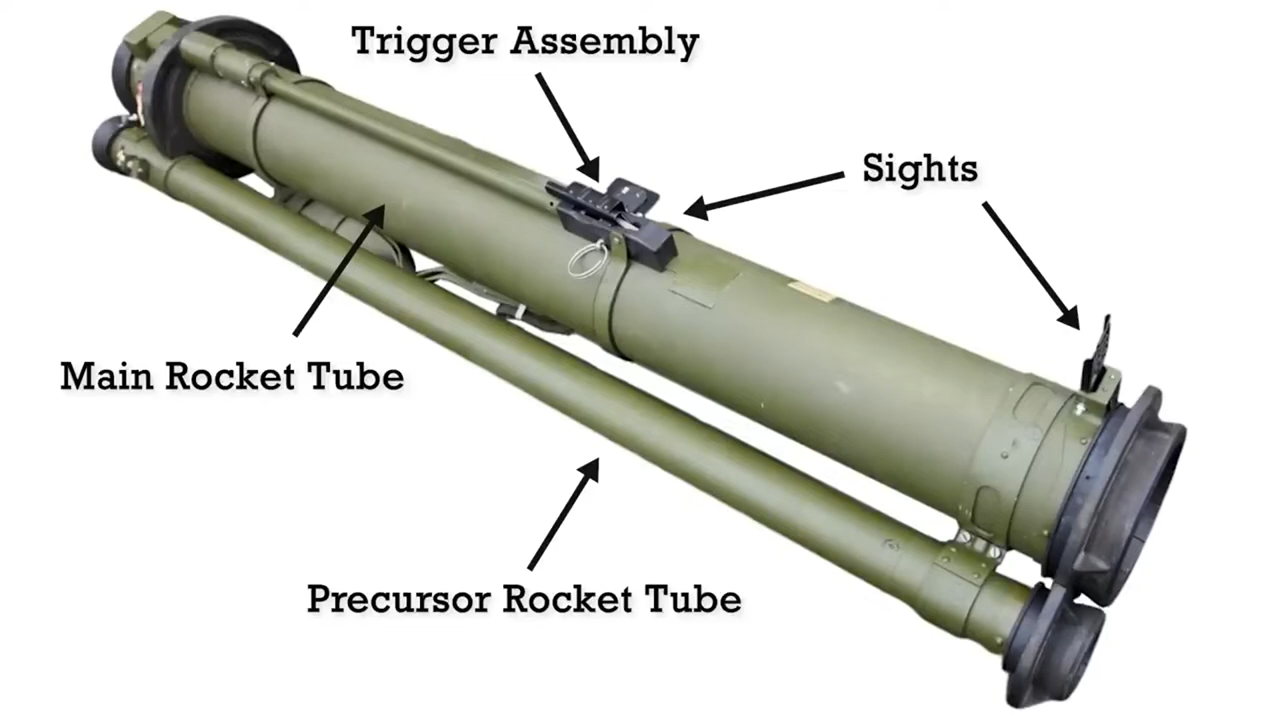 Trigger Assembly
Sights
Main Rocket Tube
Precursor Rocket Tube